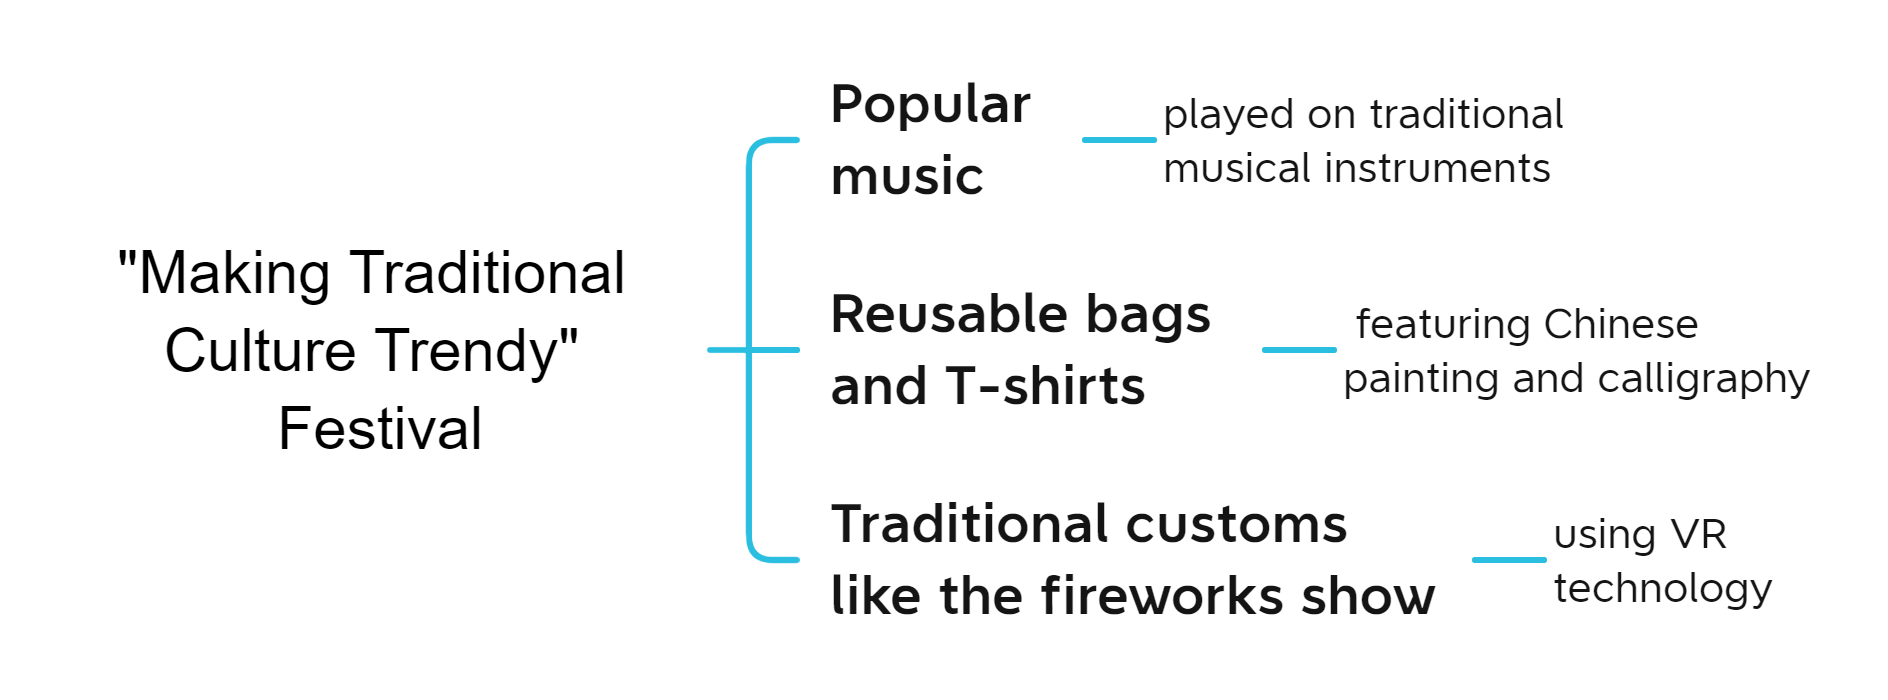 "Making Traditional
Culture Trendy"
Festival
Popular
music
played on traditional
musical instruments
Reusable bags
and T-shirts
featuring Chinese
painting and calligraphy
Traditional customs
like the fireworks show
using VR
technology